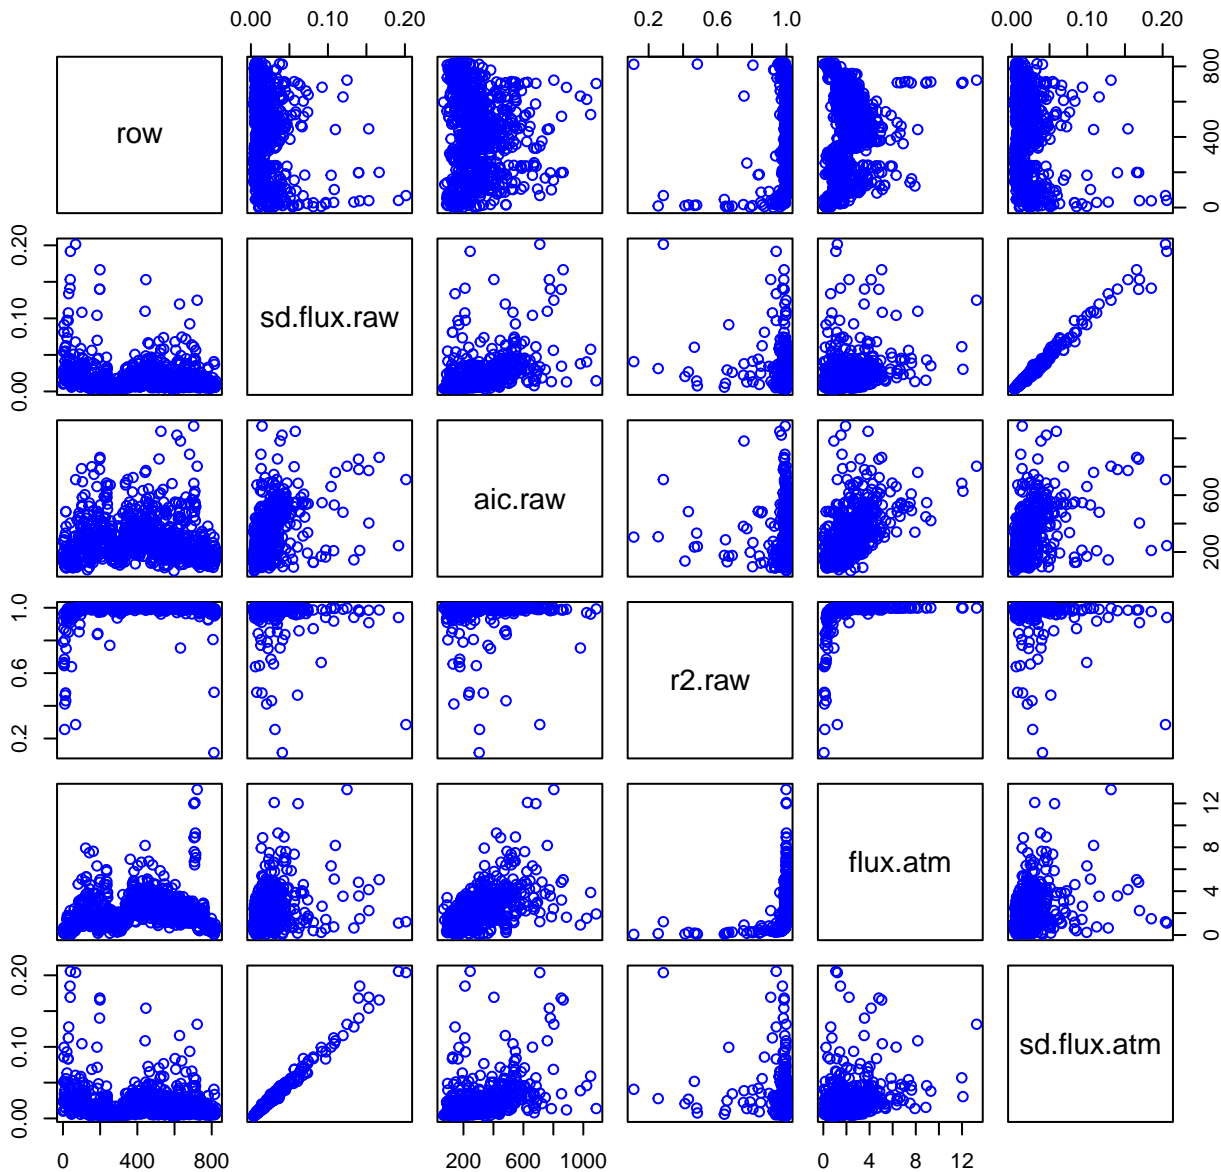 0.00 0.10 0.20 0.2 0.6 1.0 0.00 0.10 0.20
row 0 400 800
0.00 0.10 0.20 sd.flux.raw
aic.raw 200 600
0.2 0.6 1.0 r2.raw
flux.atm 0 4 8 12
0.00 0.10 0.20 sd.flux.atm
0 400 800 200 600 1000 0 4 8 12